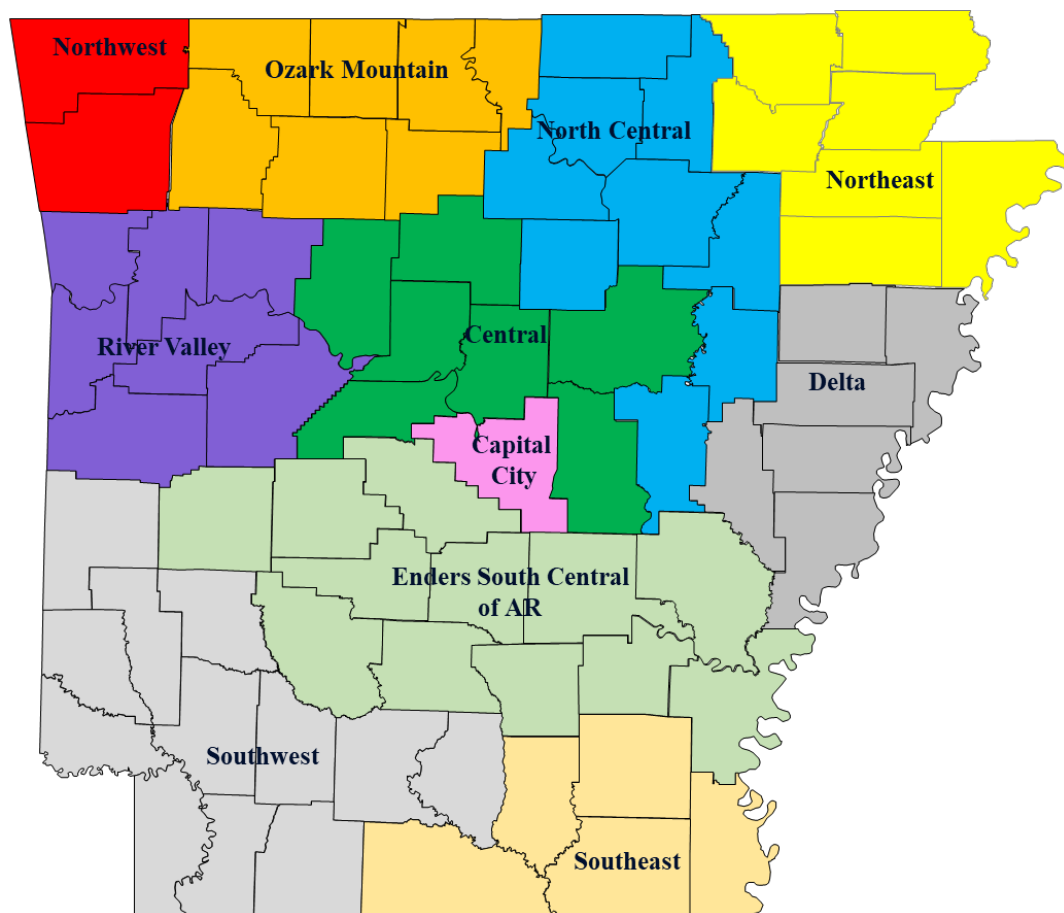 Northwest
Ozark Mountain
North Central
Northeast
River Valley
Central
Delta
Capital
City
Enders South Central
of AR
Southwest
Southeast